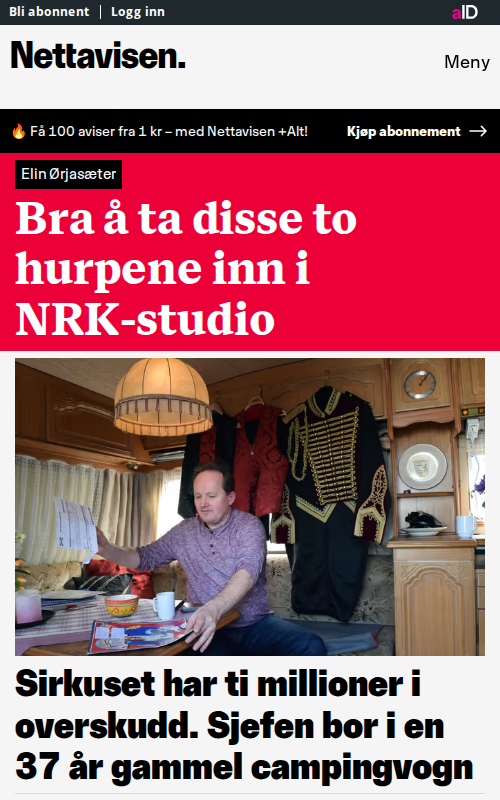 Bli abonnent | Logg inn
aID
Nettavisen.
Meny
🔥 Få 100 aviser fra 1 kr – med Nettavisen +Alt!
Kjøp abonnement →
Elin Ørjasæter
Bra å ta disse to
hurpene inn i
NRK-studio
Sirkuset har ti millioner i
overskudd. Sjefen bor i en
37 år gammel campingvogn